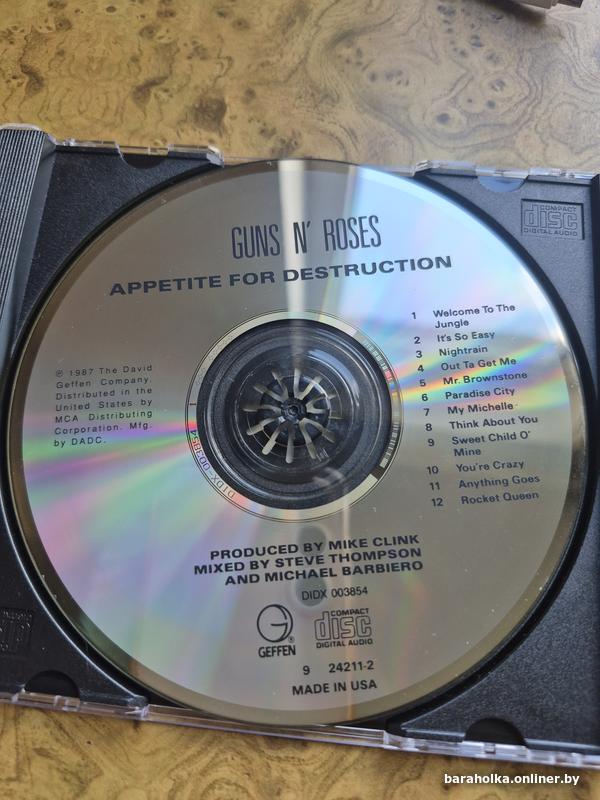 COMPACT
disc
DIGITAL AUDIO
GUNS N' ROSES
APPETITE FOR DESTRUCTION
1 Welcome To The
Jungle
2 It's So Easy
3 Nightrain
4 Out Ta Get Me
5 Mr. Brownstone
6 Paradise City
7 My Michelle
8 Think About You
9 Sweet Child O'
Mine
10 You're Crazy
11 Anything Goes
12 Rocket Queen
℗ 1987 The David
Geffen Company.
Distributed in the
United States by
MCA Distributing
Corporation. Mfg.
by DADC.
DIDX-003854
PRODUCED BY MIKE CLINK
MIXED BY STEVE THOMPSON
AND MICHAEL BARBIERO
DIDX 003854
GEFFEN
COMPACT
disc
DIGITAL AUDIO
9 24211-2
MADE IN USA
baraholka.onliner.by